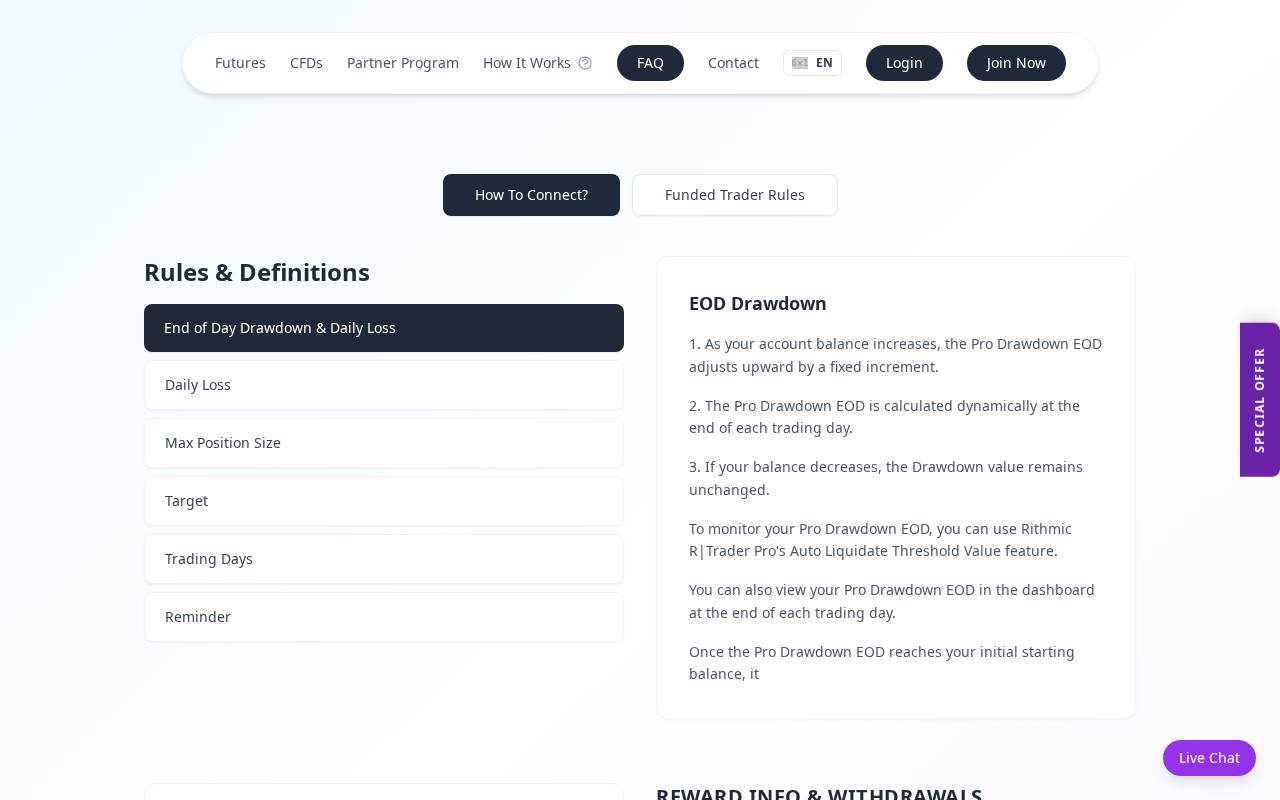 Futures CFDs Partner Program How It Works FAQ Contact EN Login Join Now
How To Connect? Funded Trader Rules
Rules & Definitions
End of Day Drawdown & Daily Loss
Daily Loss
Max Position Size
Target
Trading Days
Reminder
EOD Drawdown
1. As your account balance increases, the Pro Drawdown EOD
adjusts upward by a fixed increment.
2. The Pro Drawdown EOD is calculated dynamically at the
end of each trading day.
3. If your balance decreases, the Drawdown value remains
unchanged.
To monitor your Pro Drawdown EOD, you can use Rithmic
R|Trader Pro's Auto Liquidate Threshold Value feature.
You can also view your Pro Drawdown EOD in the dashboard
at the end of each trading day.
Once the Pro Drawdown EOD reaches your initial starting
balance, it
SPECIAL OFFER
Live Chat
REWARD INFO & WITHDRAWALS